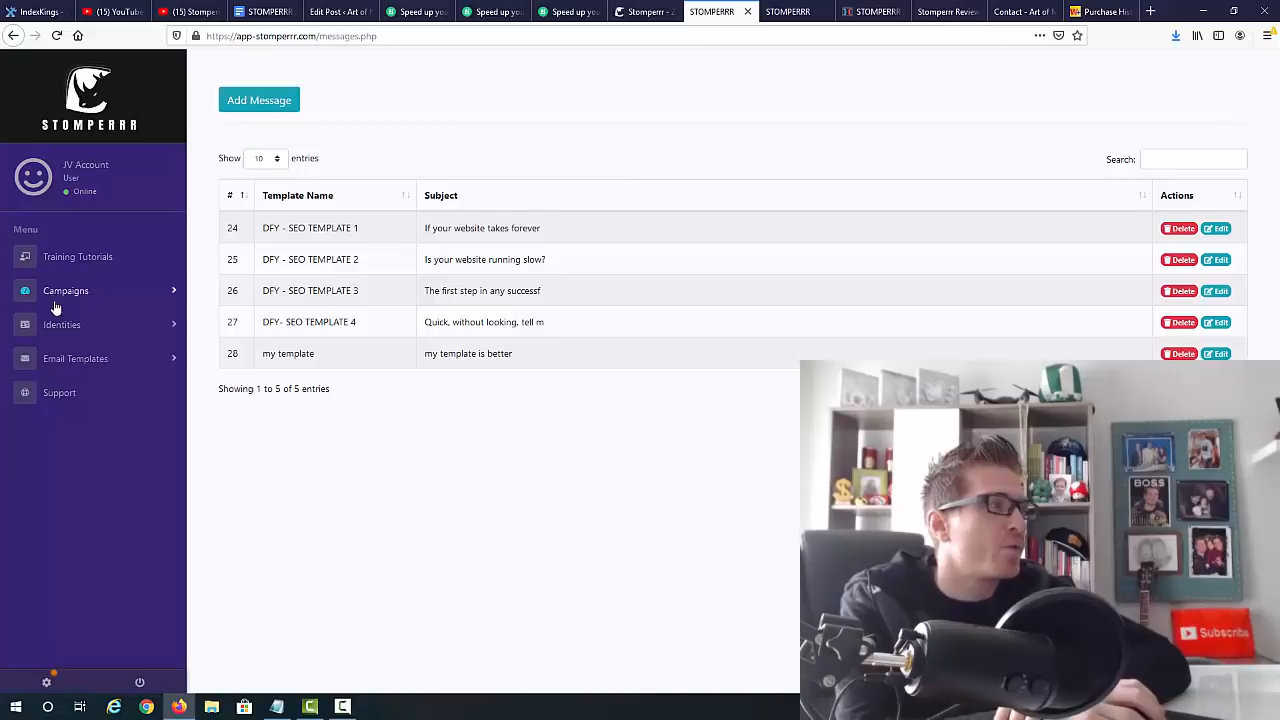 IndexKings -
(15) YouTube
(15) Stomperr
STOMPERRR
Edit Post ‹ Art of
Speed up you
Speed up you
Speed up you
Stomperrr - 
STOMPERRR
STOMPERRR
STOMPERRR
Stomperrr Review
Contact - Art of M
Purchase His
https://app-stomperrr.com/messages.php
STOMPERRR
JV Account
User
Online
Menu
Training Tutorials
Campaigns
Identities
Email Templates
Support
Add Message
Show 10 entries
Search:
# Template Name Subject Actions
24 DFY - SEO TEMPLATE 1 If your website takes forever Delete Edit
25 DFY - SEO TEMPLATE 2 Is your website running slow? Delete Edit
26 DFY - SEO TEMPLATE 3 The first step in any successf Delete Edit
27 DFY- SEO TEMPLATE 4 Quick, without looking, tell m Delete Edit
28 my template my template is better Delete Edit
Showing 1 to 5 of 5 entries
BOSS
Subscribe